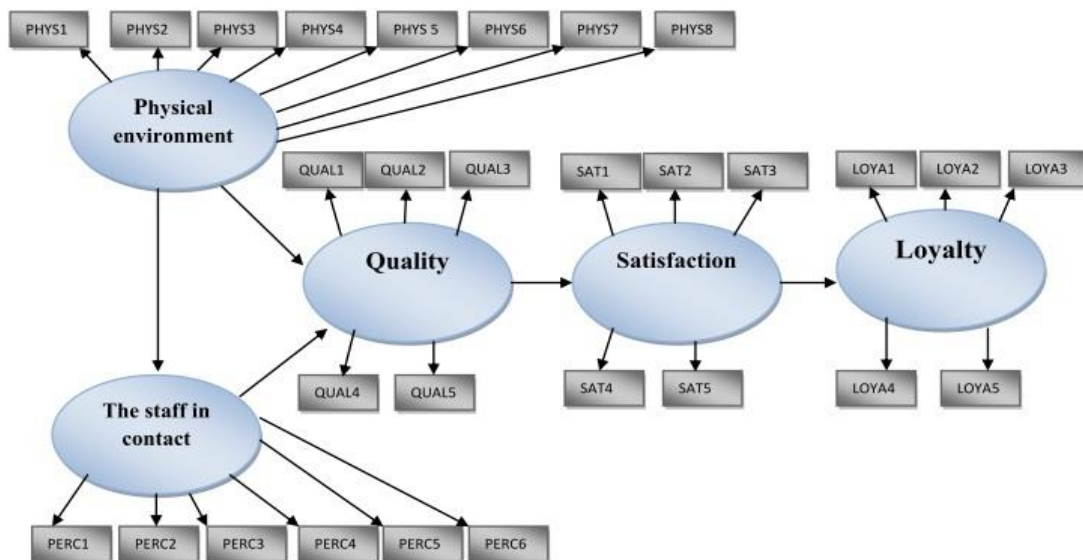 PHYS1
PHYS2
PHYS3
PHYS4
PHYS 5
PHYS6
PHYS7
PHYS8
Physical
environment
QUAL1
QUAL2
QUAL3
SAT1
SAT2
SAT3
LOYA1
LOYA2
LOYA3
Quality
Satisfaction
Loyalty
QUAL4
QUAL5
SAT4
SAT5
LOYA4
LOYA5
The staff in
contact
PERC1
PERC2
PERC3
PERC4
PERC5
PERC6